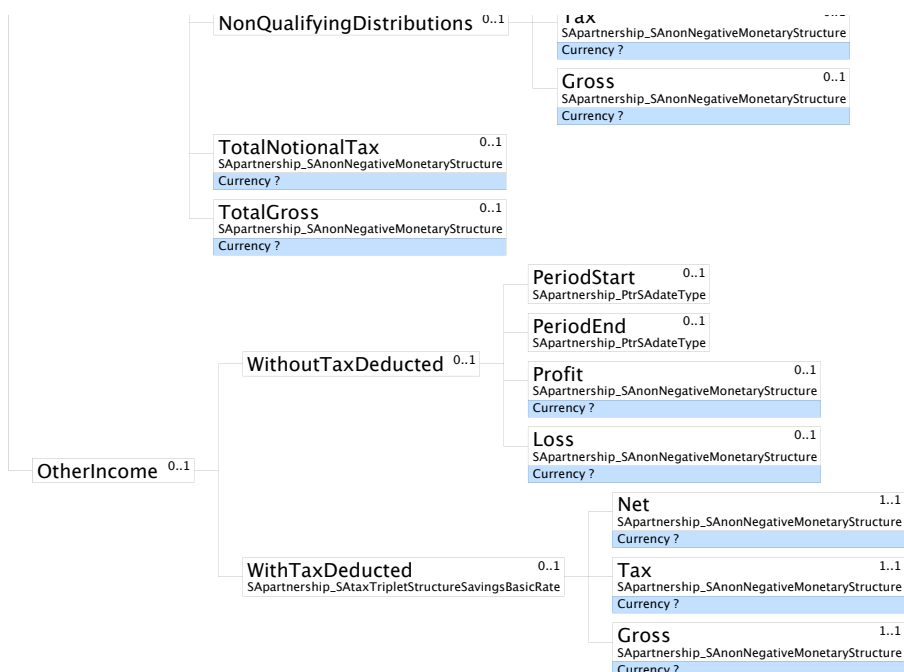 NonQualifyingDistributions 0..1
Tax 0..1
SApartnership_SAnonNegativeMonetaryStructure
Currency ?
Gross 0..1
SApartnership_SAnonNegativeMonetaryStructure
Currency ?
TotalNotionalTax 0..1
SApartnership_SAnonNegativeMonetaryStructure
Currency ?
TotalGross 0..1
SApartnership_SAnonNegativeMonetaryStructure
Currency ?
PeriodStart 0..1
SApartnership_PtrSAdateType
PeriodEnd 0..1
SApartnership_PtrSAdateType
WithoutTaxDeducted 0..1
Profit 0..1
SApartnership_SAnonNegativeMonetaryStructure
Currency ?
Loss 0..1
SApartnership_SAnonNegativeMonetaryStructure
Currency ?
OtherIncome 0..1
Net 1..1
SApartnership_SAnonNegativeMonetaryStructure
Currency ?
WithTaxDeducted 0..1
SApartnership_SAtaxTripletStructureSavingsBasicRate
Tax 1..1
SApartnership_SAnonNegativeMonetaryStructure
Currency ?
Gross 1..1
SApartnership_SAnonNegativeMonetaryStructure
Currency ?